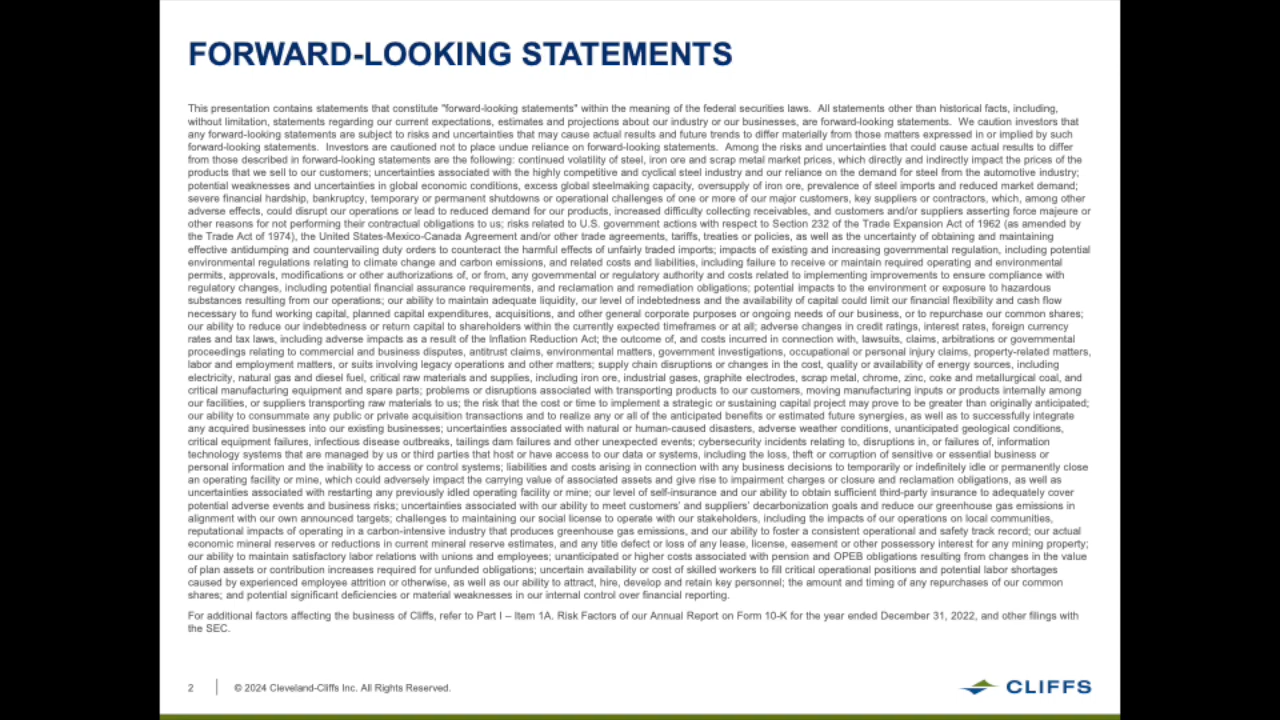 FORWARD-LOOKING STATEMENTS
This presentation contains statements that constitute "forward-looking statements" within the meaning of the federal securities laws.  All statements other than historical facts, including,
without limitation, statements regarding our current expectations, estimates and projections about our industry or our businesses, are forward-looking statements.  We caution investors that
any forward-looking statements are subject to risks and uncertainties that may cause actual results and future trends to differ materially from those matters expressed in or implied by such
forward-looking statements.  Investors are cautioned not to place undue reliance on forward-looking statements.  Among the risks and uncertainties that could cause actual results to differ
from those described in forward-looking statements are the following: continued volatility of steel, iron ore and scrap metal market prices, which directly and indirectly impact the prices of the
products that we sell to our customers; uncertainties associated with the highly competitive and cyclical steel industry and our reliance on the demand for steel from the automotive industry;
potential weaknesses and uncertainties in global economic conditions, excess global steelmaking capacity, oversupply of iron ore, prevalence of steel imports and reduced market demand;
severe financial hardship, bankruptcy, temporary or permanent shutdowns or operational challenges of one or more of our major customers, key suppliers or contractors, which, among other
adverse effects, could disrupt our operations or lead to reduced demand for our products, increased difficulty collecting receivables, and customers and/or suppliers asserting force majeure or
other reasons for not performing their contractual obligations to us; risks related to U.S. government actions with respect to Section 232 of the Trade Expansion Act of 1962 (as amended by
the Trade Act of 1974), the United States-Mexico-Canada Agreement and/or other trade agreements, tariffs, treaties or policies, as well as the uncertainty of obtaining and maintaining
effective antidumping and countervailing duty orders to counteract the harmful effects of unfairly traded imports; impacts of existing and increasing governmental regulation, including potential
environmental regulations relating to climate change and carbon emissions, and related costs and liabilities, including failure to receive or maintain required operating and environmental
permits, approvals, modifications or other authorizations of, or from, any governmental or regulatory authority and costs related to implementing improvements to ensure compliance with
regulatory changes, including potential financial assurance requirements, and reclamation and remediation obligations; potential impacts to the environment or exposure to hazardous
substances resulting from our operations; our ability to maintain adequate liquidity, our level of indebtedness and the availability of capital could limit our financial flexibility and cash flow
necessary to fund working capital, planned capital expenditures, acquisitions, and other general corporate purposes or ongoing needs of our business, or to repurchase our common shares;
our ability to reduce our indebtedness or return capital to shareholders within the currently expected timeframes or at all; adverse changes in credit ratings, interest rates, foreign currency
rates and tax laws, including adverse impacts as a result of the Inflation Reduction Act; the outcome of, and costs incurred in connection with, lawsuits, claims, arbitrations or governmental
proceedings relating to commercial and business disputes, antitrust claims, environmental matters, government investigations, occupational or personal injury claims, property-related matters,
labor and employment matters, or suits involving legacy operations and other matters; supply chain disruptions or changes in the cost, quality or availability of energy sources, including
electricity, natural gas and diesel fuel, critical raw materials and supplies, including iron ore, industrial gases, graphite electrodes, scrap metal, chrome, zinc, coke and metallurgical coal, and
critical manufacturing equipment and spare parts; problems or disruptions associated with transporting products to our customers, moving manufacturing inputs or products internally among
our facilities, or suppliers transporting raw materials to us; the risk that the cost or time to implement a strategic or sustaining capital project may prove to be greater than originally anticipated;
our ability to consummate any public or private acquisition transactions and to realize any or all of the anticipated benefits or estimated future synergies, as well as to successfully integrate
any acquired businesses into our existing businesses; uncertainties associated with natural or human-caused disasters, adverse weather conditions, unanticipated geological conditions,
critical equipment failures, infectious disease outbreaks, tailings dam failures and other unexpected events; cybersecurity incidents relating to, disruptions in, or failures of, information
technology systems that are managed by us or third parties that host or have access to our data or systems, including the loss, theft or corruption of sensitive or essential business or
personal information and the inability to access or control systems; liabilities and costs arising in connection with any business decisions to temporarily or indefinitely idle or permanently close
an operating facility or mine, which could adversely impact the carrying value of associated assets and give rise to impairment charges or closure and reclamation obligations, as well as
uncertainties associated with restarting any previously idled operating facility or mine; our level of self-insurance and our ability to obtain sufficient third-party insurance to adequately cover
potential adverse events and business risks; uncertainties associated with our ability to meet customers' and suppliers' decarbonization goals and reduce our greenhouse gas emissions in
alignment with our own announced targets; challenges to maintaining our social license to operate with our stakeholders, including the impacts of our operations on local communities,
reputational impacts of operating in a carbon-intensive industry that produces greenhouse gas emissions, and our ability to foster a consistent operational and safety track record; our actual
economic mineral reserves or reductions in current mineral reserve estimates, and any title defect or loss of any lease, license, easement or other possessory interest for any mining property;
our ability to maintain satisfactory labor relations with unions and employees; unanticipated or higher costs associated with pension and OPEB obligations resulting from changes in the value
of plan assets or contribution increases required for unfunded obligations; uncertain availability or cost of skilled workers to fill critical operational positions and potential labor shortages
caused by experienced employee attrition or otherwise, as well as our ability to attract, hire, develop and retain key personnel; the amount and timing of any repurchases of our common
shares; and potential significant deficiencies or material weaknesses in our internal control over financial reporting.
For additional factors affecting the business of Cliffs, refer to Part I – Item 1A. Risk Factors of our Annual Report on Form 10-K for the year ended December 31, 2022, and other filings with
the SEC.
2 © 2024 Cleveland-Cliffs Inc. All Rights Reserved.
CLIFFS